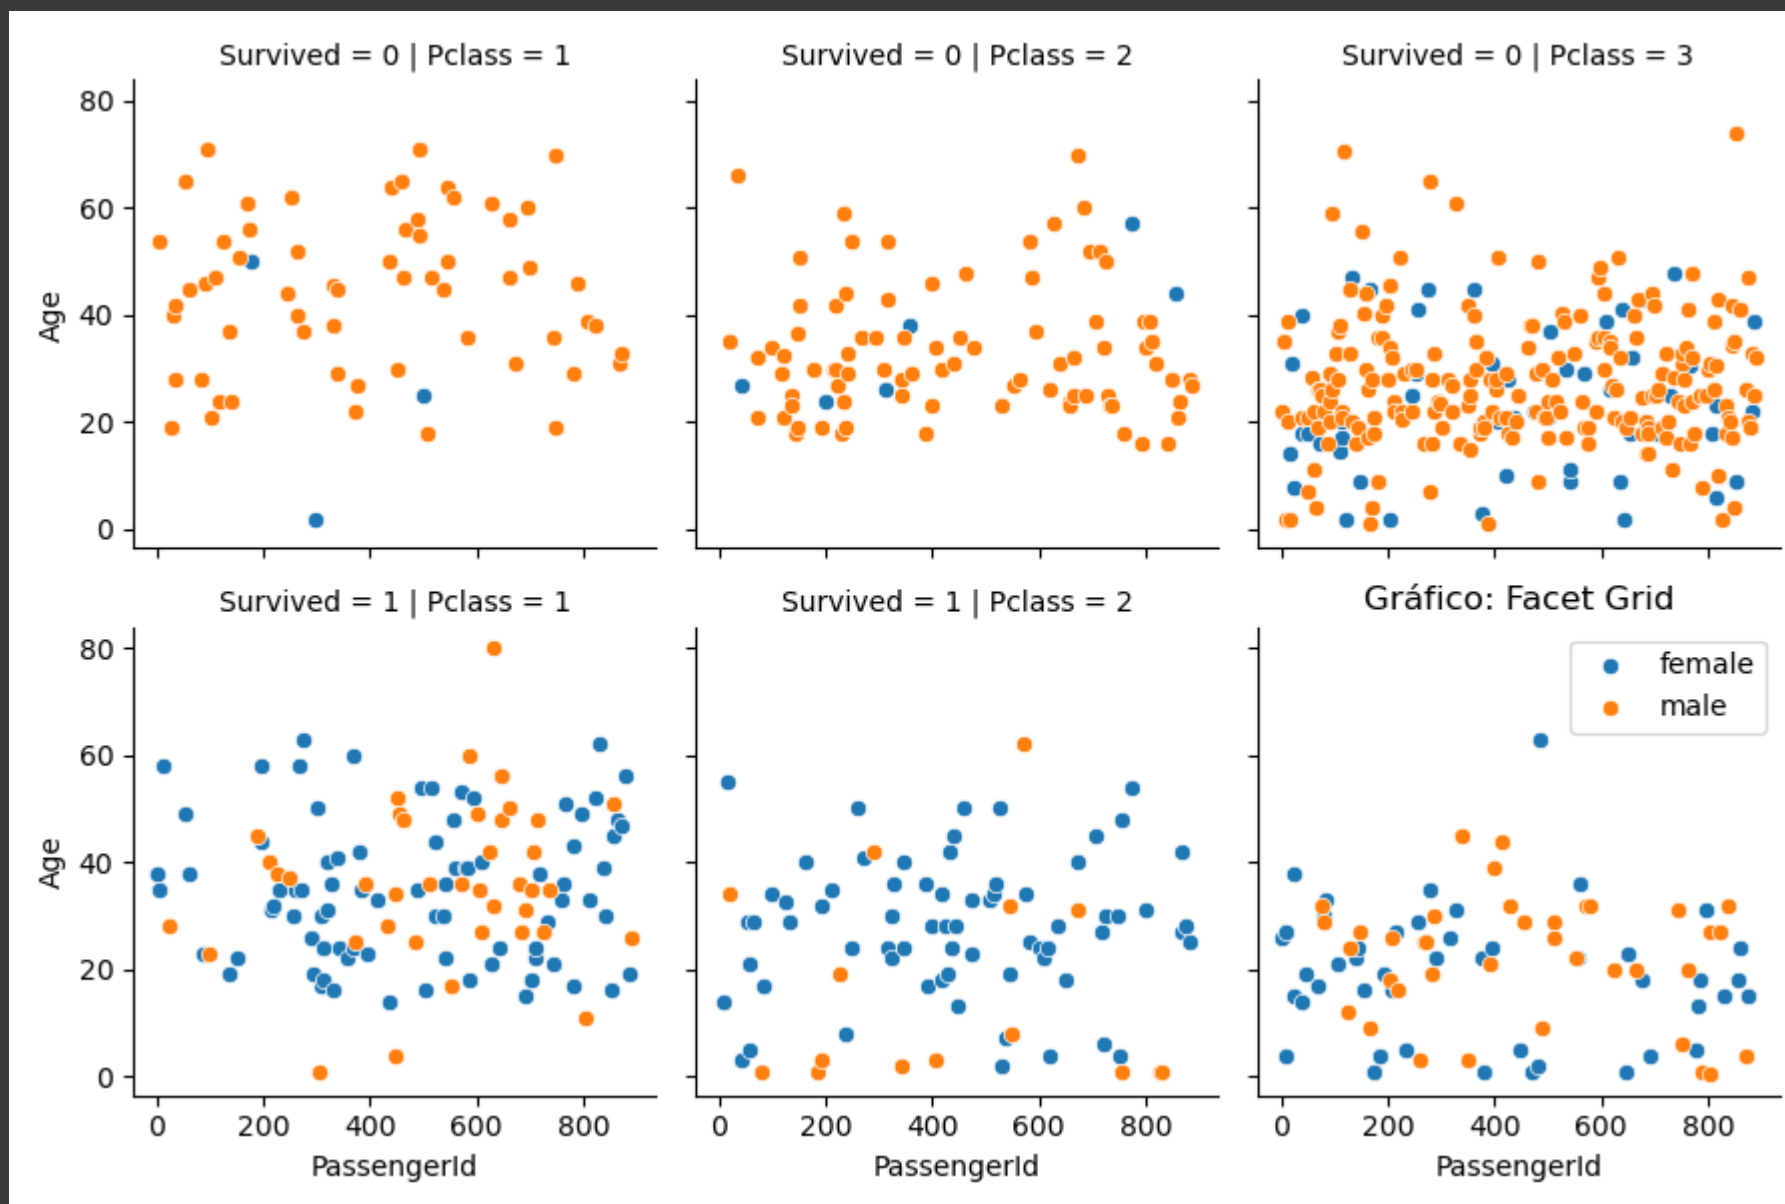 Survived = 0 | Pclass = 1
Survived = 0 | Pclass = 2
Survived = 0 | Pclass = 3
80
60
40
20
0
Age
Survived = 1 | Pclass = 1
Survived = 1 | Pclass = 2
Gráfico: Facet Grid
female
male
80
60
40
20
0
Age
0 200 400 600 800
0 200 400 600 800
0 200 400 600 800
PassengerId
PassengerId
PassengerId